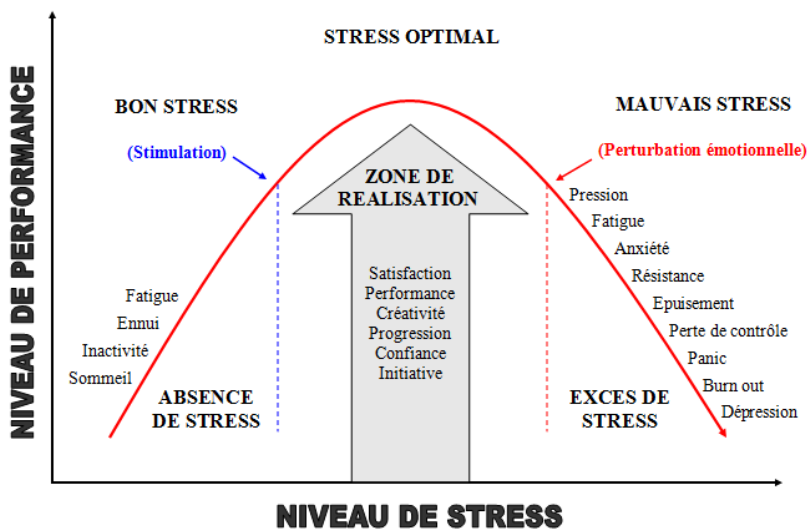 STRESS OPTIMAL
BON STRESS
MAUVAIS STRESS
(Stimulation)
(Perturbation émotionnelle)
ZONE DE
REALISATION
Satisfaction
Performance
Créativité
Progression
Confiance
Initiative
Fatigue
Ennui
Inactivité
Sommeil
ABSENCE
DE STRESS
Pression
Fatigue
Anxiété
Résistance
Epuisement
Perte de contrôle
Panic
Burn out
Dépression
EXCES DE
STRESS
NIVEAU DE PERFORMANCE
NIVEAU DE STRESS